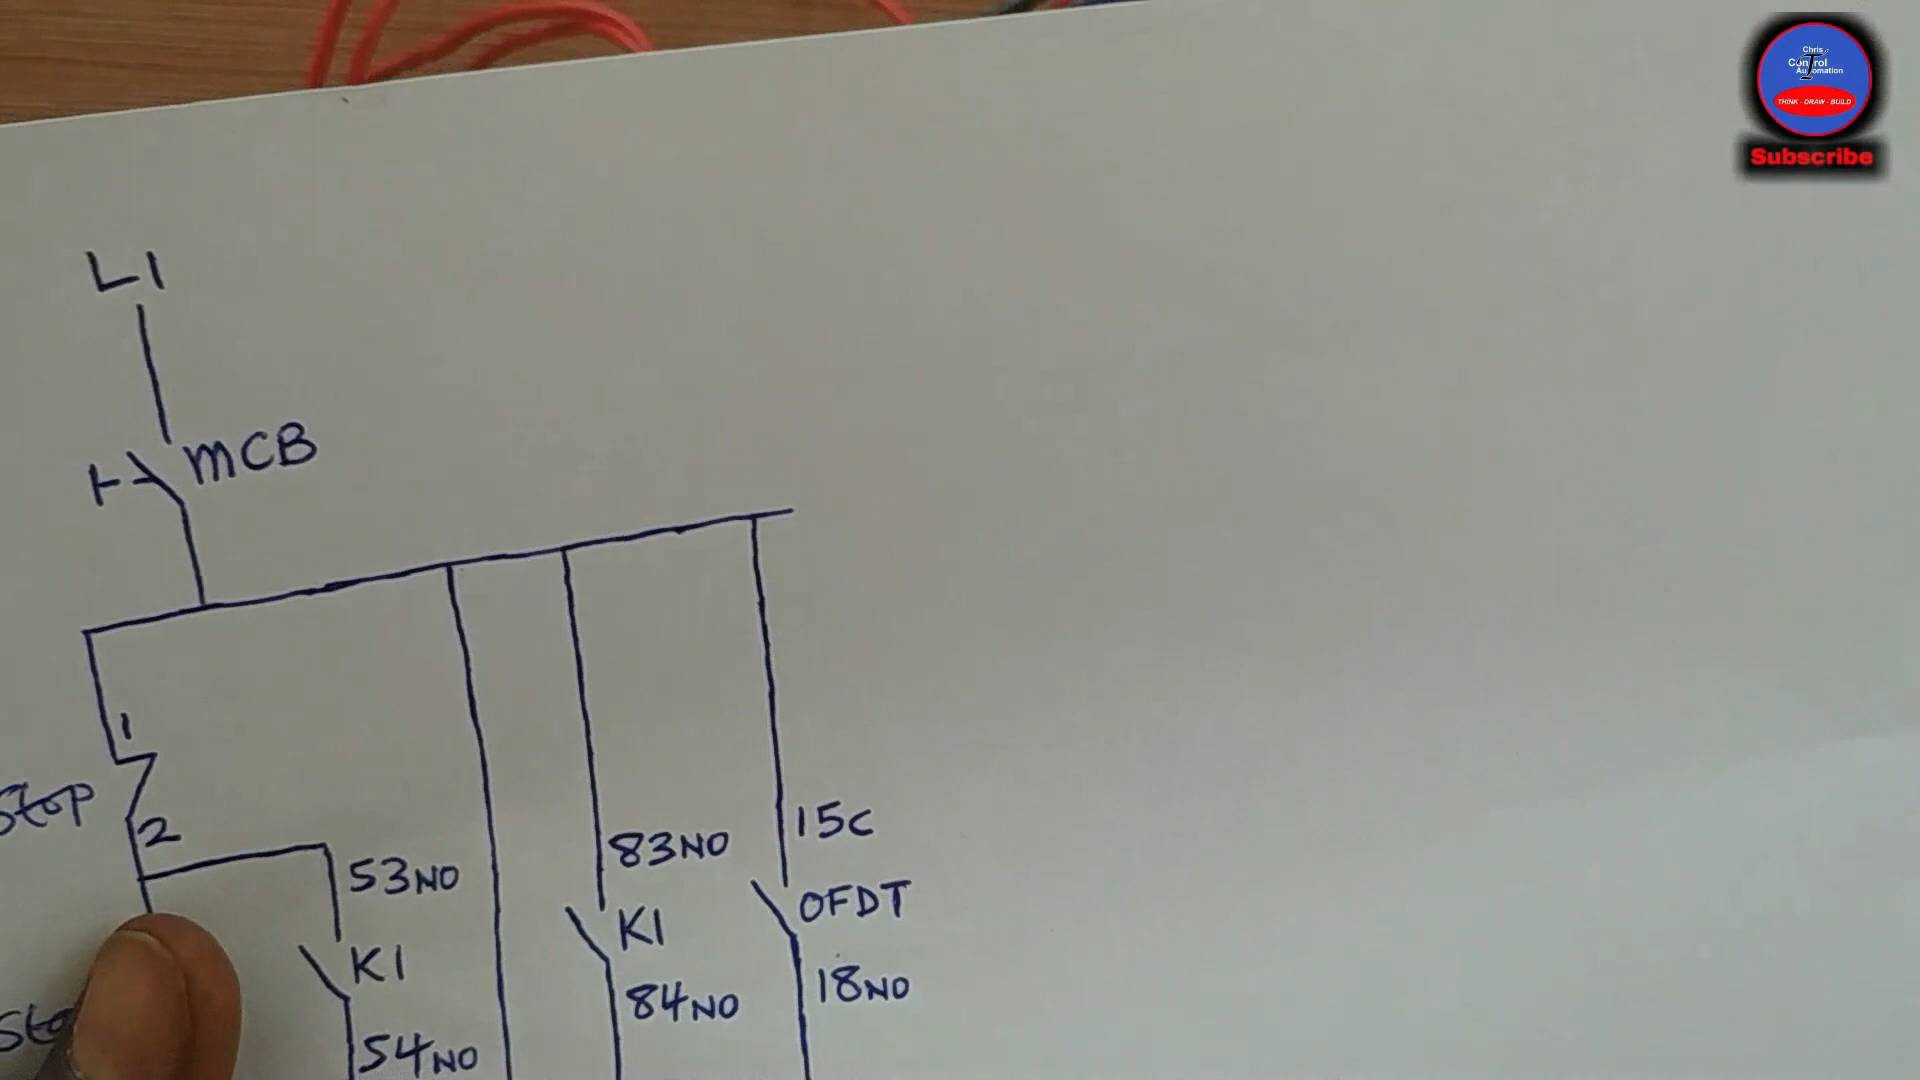 Chris
Control
Automation
THINK - DRAW - BUILD
Subscribe
L1
mCB
1
Stop
2
53NO
K1
54NO
83NO
K1
84NO
15C
OFDT
18NO